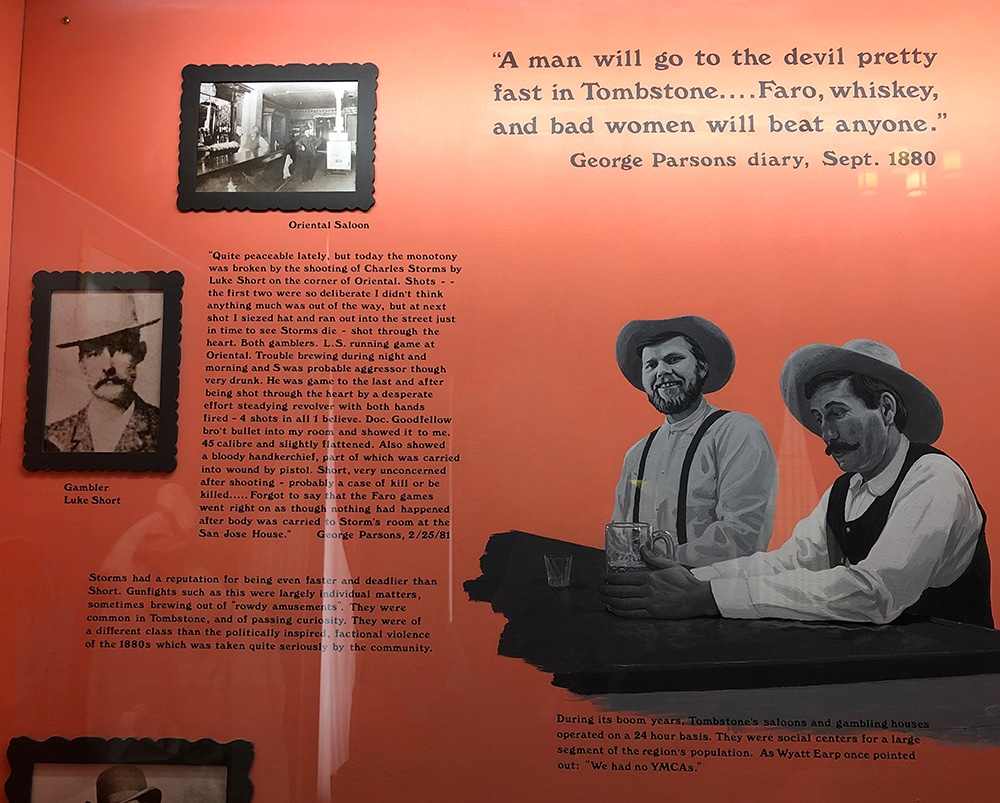 "A man will go to the devil pretty
fast in Tombstone....Faro, whiskey,
and bad women will beat anyone."
George Parsons diary, Sept. 1880
Oriental Saloon
"Quite peaceable lately, but today the monotony
was broken by the shooting of Charles Storms by
Luke Short on the corner of Oriental. Shots - -
the first two were so deliberate I didn't think
anything much was out of the way, but at next
shot I siezed hat and ran out into the street just
in time to see Storms die - shot through the
heart. Both gamblers. L.S. running game at
Oriental. Trouble brewing during night and
morning and S was probable aggressor though
very drunk. He was game to the last and after
being shot through the heart by a desperate
effort steadying revolver with both hands
fired - 4 shots in all I believe. Doc. Goodfellow
bro't bullet into my room and showed it to me.
45 calibre and slightly flattened. Also showed
a bloody handkerchief, part of which was carried
into wound by pistol. Short, very unconcerned
after shooting - probably a case of kill or be
killed.....Forgot to say that the Faro games
went right on as though nothing had happened
after body was carried to Storm's room at the
San Jose House." George Parsons, 2/25/81
Gambler
Luke Short
Storms had a reputation for being even faster and deadlier than
Short. Gunfights such as this were largely individual matters,
sometimes brewing out of "rowdy amusements". They were
common in Tombstone, and of passing curiosity. They were of
a different class than the politically inspired, factional violence
of the 1880s which was taken quite seriously by the community.
During its boom years, Tombstone's saloons and gambling houses
operated on a 24 hour basis. They were social centers for a large
segment of the region's population. As Wyatt Earp once pointed
out: "We had no YMCAs."